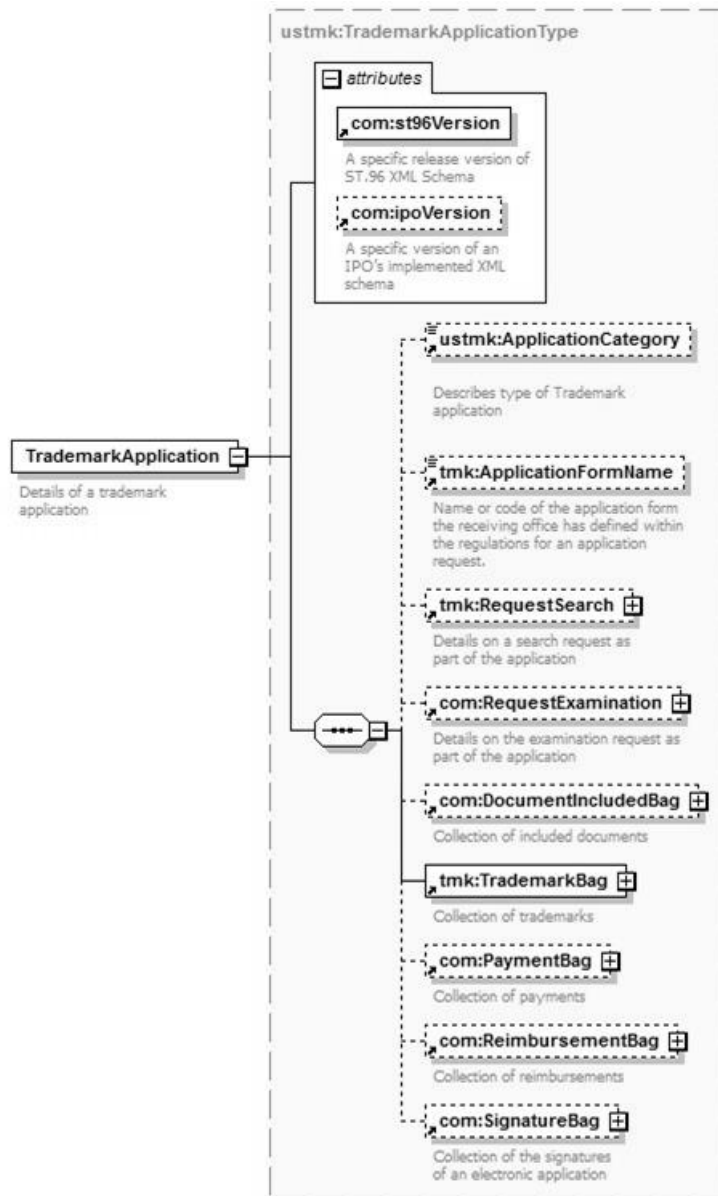 ustmk:TrademarkApplicationType
attributes
com:st96Version
A specific release version of
ST.96 XML Schema
com:ipoVersion
A specific version of an
IPO's implemented XML
schema
ustmk:ApplicationCategory
Describes type of Trademark
application
TrademarkApplication
Details of a trademark
application
tmk:ApplicationFormName
Name or code of the application form
the receiving office has defined within
the regulations for an application
request.
tmk:RequestSearch
Details on a search request as
part of the application
com:RequestExamination
Details on the examination request as
part of the application
com:DocumentIncludedBag
Collection of included documents
tmk:TrademarkBag
Collection of trademarks
com:PaymentBag
Collection of payments
com:ReimbursementBag
Collection of reimbursements
com:SignatureBag
Collection of the signatures
of an electronic application